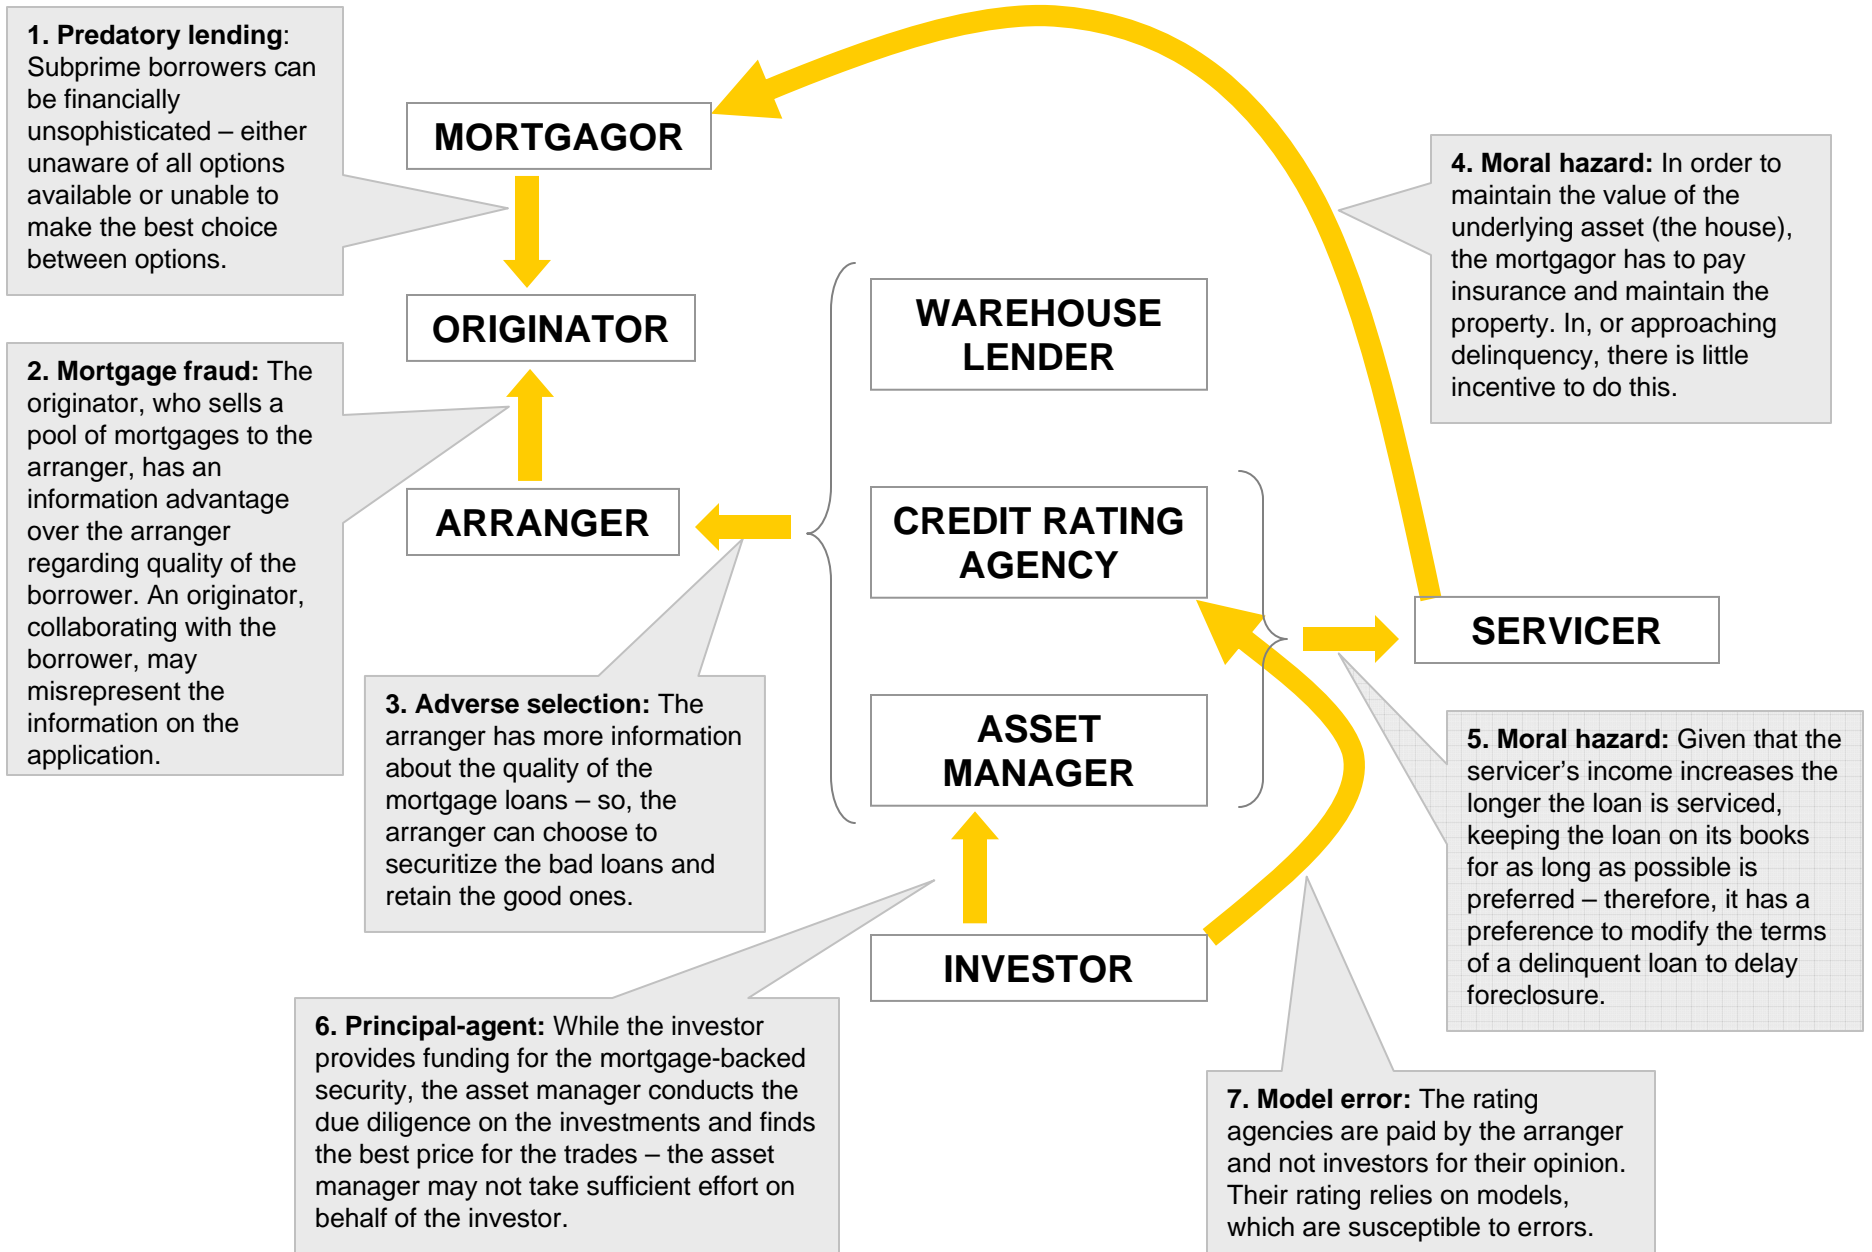 1. Predatory lending:
Subprime borrowers can
be financially
unsophisticated – either
unaware of all options
available or unable to
make the best choice
between options.
MORTGAGOR
4. Moral hazard: In order to
maintain the value of the
underlying asset (the house),
the mortgagor has to pay
insurance and maintain the
property. In, or approaching
delinquency, there is little
incentive to do this.
ORIGINATOR
WAREHOUSE
LENDER
2. Mortgage fraud: The
originator, who sells a
pool of mortgages to the
arranger, has an
information advantage
over the arranger
regarding quality of the
borrower. An originator,
collaborating with the
borrower, may
misrepresent the
information on the
application.
ARRANGER
CREDIT RATING
AGENCY
SERVICER
3. Adverse selection: The
arranger has more information
about the quality of the
mortgage loans – so, the
arranger can choose to
securitize the bad loans and
retain the good ones.
ASSET
MANAGER
5. Moral hazard: Given that the
servicer’s income increases the
longer the loan is serviced,
keeping the loan on its books
for as long as possible is
preferred – therefore, it has a
preference to modify the terms
of a delinquent loan to delay
foreclosure.
INVESTOR
6. Principal-agent: While the investor
provides funding for the mortgage-backed
security, the asset manager conducts the
due diligence on the investments and finds
the best price for the trades – the asset
manager may not take sufficient effort on
behalf of the investor.
7. Model error: The rating
agencies are paid by the arranger
and not investors for their opinion.
Their rating relies on models,
which are susceptible to errors.